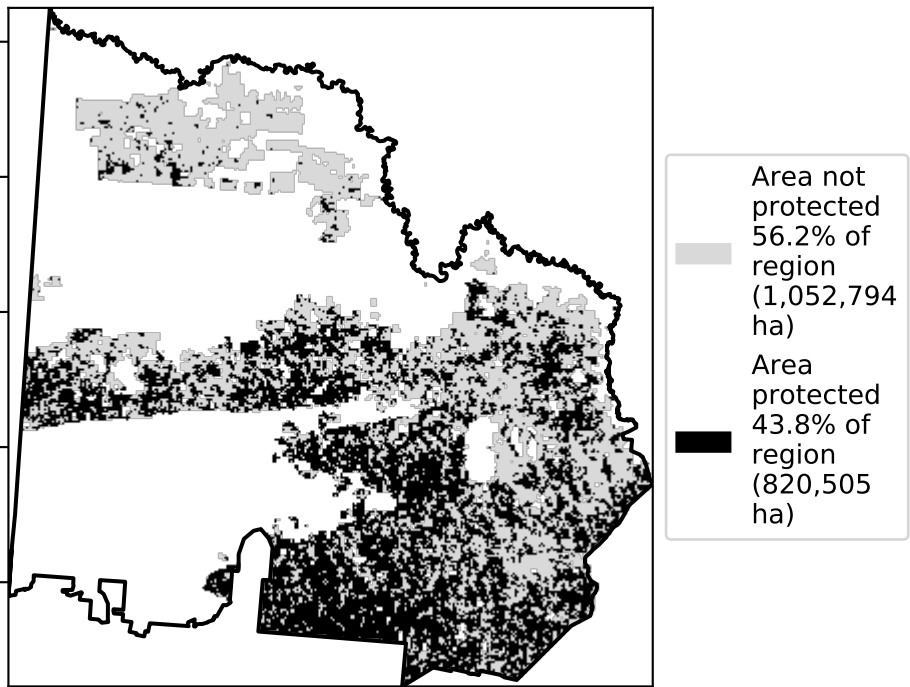 Area not
protected
56.2% of
region
(1,052,794
ha)
Area
protected
43.8% of
region
(820,505
ha)